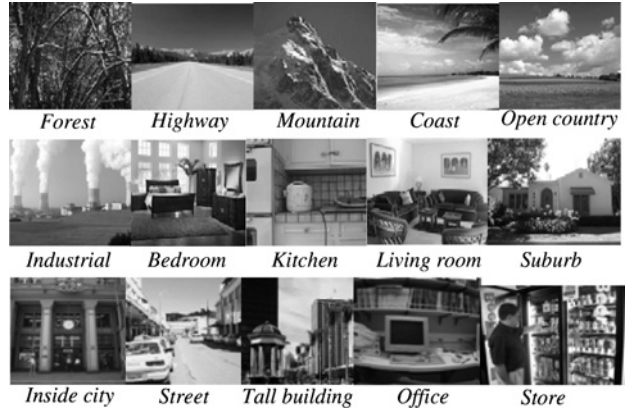 Forest Highway Mountain Coast Open country
Industrial Bedroom Kitchen Living room Suburb
Inside city Street Tall building Office Store